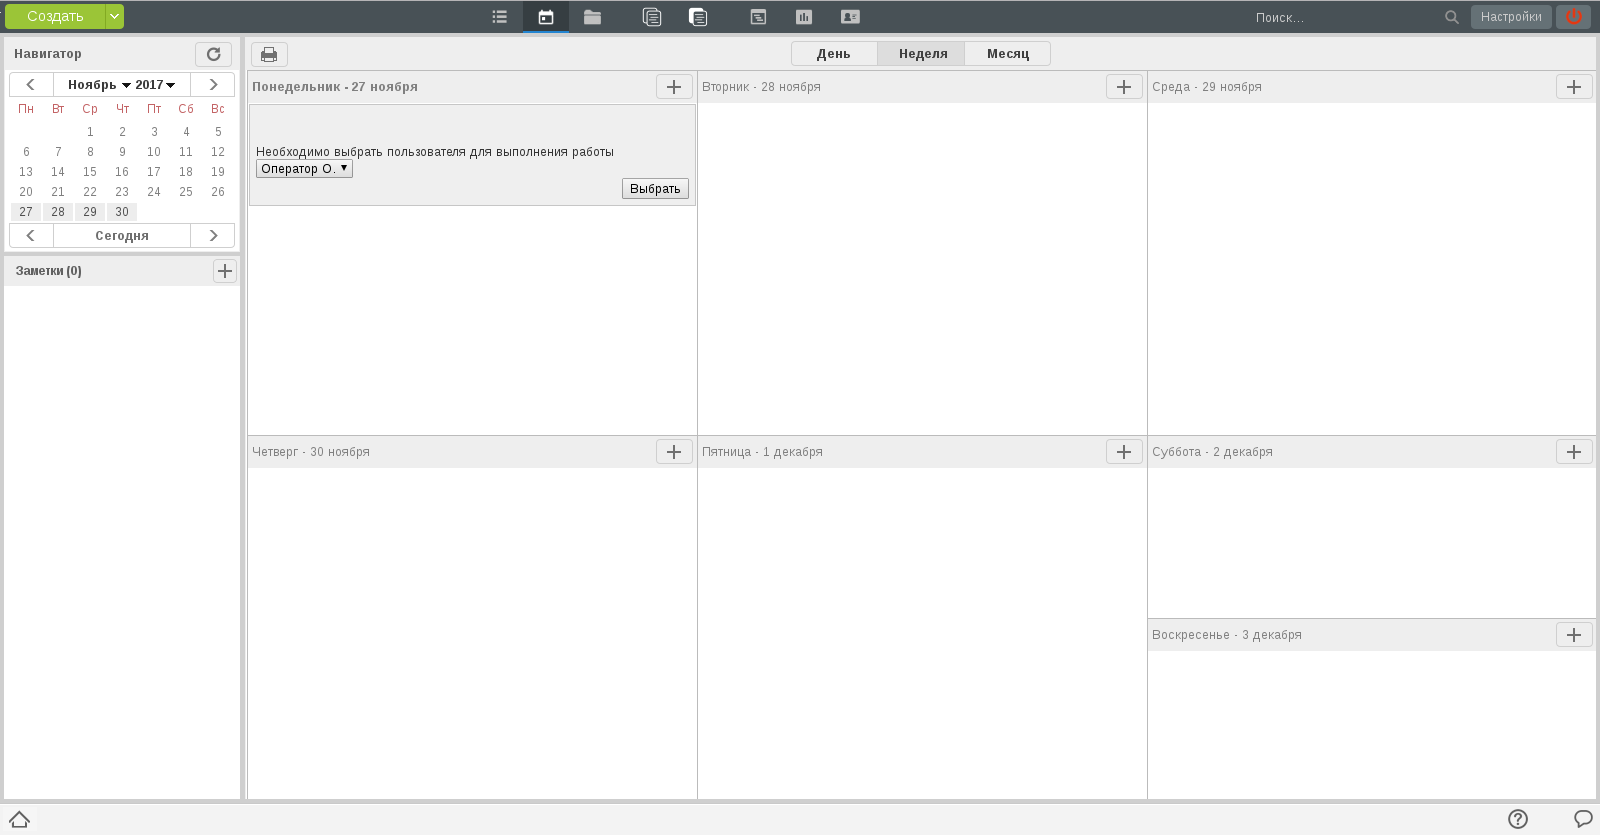 Создать
Поиск...
Настройки
Навигатор
День Неделя Месяц
Ноябрь 2017
Пн Вт Ср Чт Пт Сб Вс
1 2 3 4 5
6 7 8 9 10 11 12
13 14 15 16 17 18 19
20 21 22 23 24 25 26
27 28 29 30
Сегодня
Заметки (0)
Понедельник - 27 ноября
Необходимо выбрать пользователя для выполнения работы
Оператор О.
Выбрать
Вторник - 28 ноября
Среда - 29 ноября
Четверг - 30 ноября
Пятница - 1 декабря
Суббота - 2 декабря
Воскресенье - 3 декабря